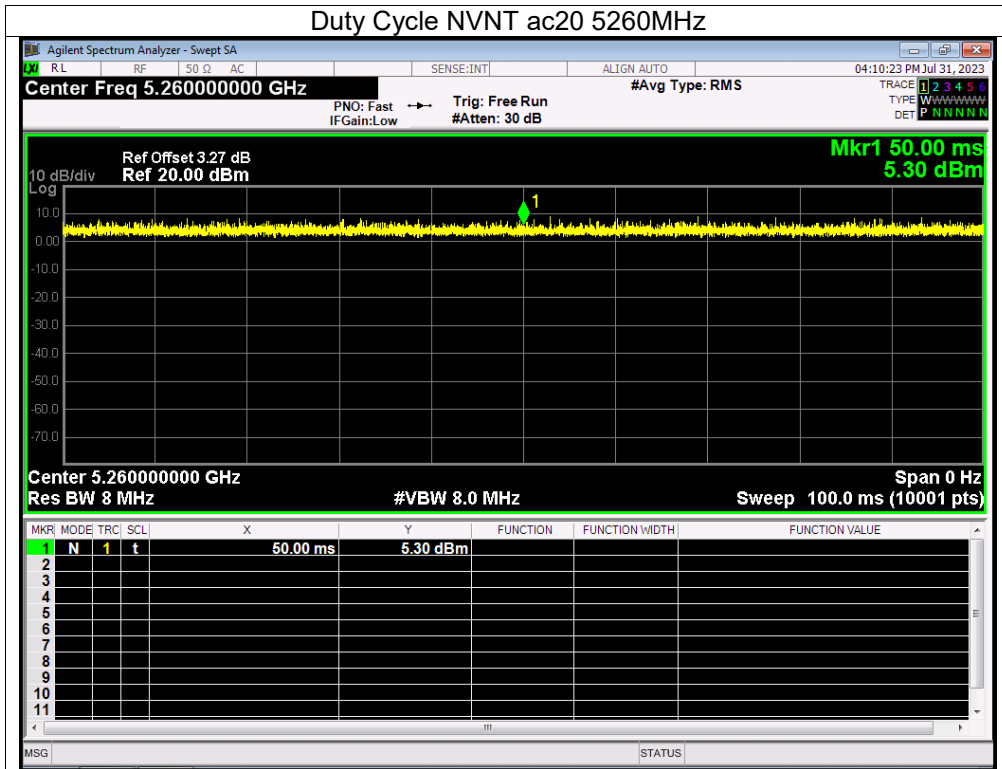 Duty Cycle NVNT ac20 5260MHz
Agilent Spectrum Analyzer - Swept SA
LXI RL RF 50 Ω AC SENSE:INT ALIGN AUTO 04:10:23 PM Jul 31, 2023
Center Freq 5.260000000 GHz #Avg Type: RMS TRACE 1 2 3 4 5 6
PNO: Fast Trig: Free Run TYPE WWWWWW
IFGain:Low #Atten: 30 dB DET P N N N N N
Mkr1 50.00 ms
Ref Offset 3.27 dB
10 dB/div Ref 20.00 dBm 5.30 dBm
Log
1
10.0
0.00
-10.0
-20.0
-30.0
-40.0
-50.0
-60.0
-70.0
Center 5.260000000 GHz Span 0 Hz
Res BW 8 MHz #VBW 8.0 MHz Sweep 100.0 ms (10001 pts)
MKR MODE TRC SCL X Y FUNCTION FUNCTION WIDTH FUNCTION VALUE
1 N 1 t 50.00 ms 5.30 dBm
2
3
4
5
6
7
8
9
10
11
MSG STATUS